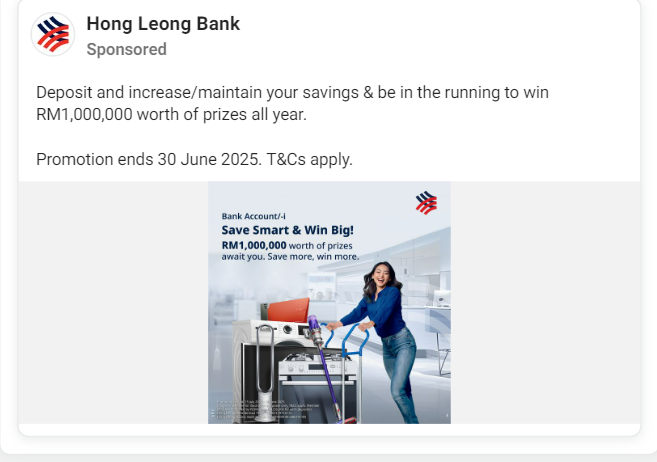 Hong Leong Bank
Sponsored
Deposit and increase/maintain your savings & be in the running to win
RM1,000,000 worth of prizes all year.
Promotion ends 30 June 2025. T&Cs apply.
Bank Account/-i
Save Smart & Win Big!
RM1,000,000 worth of prizes
await you. Save more, win more.